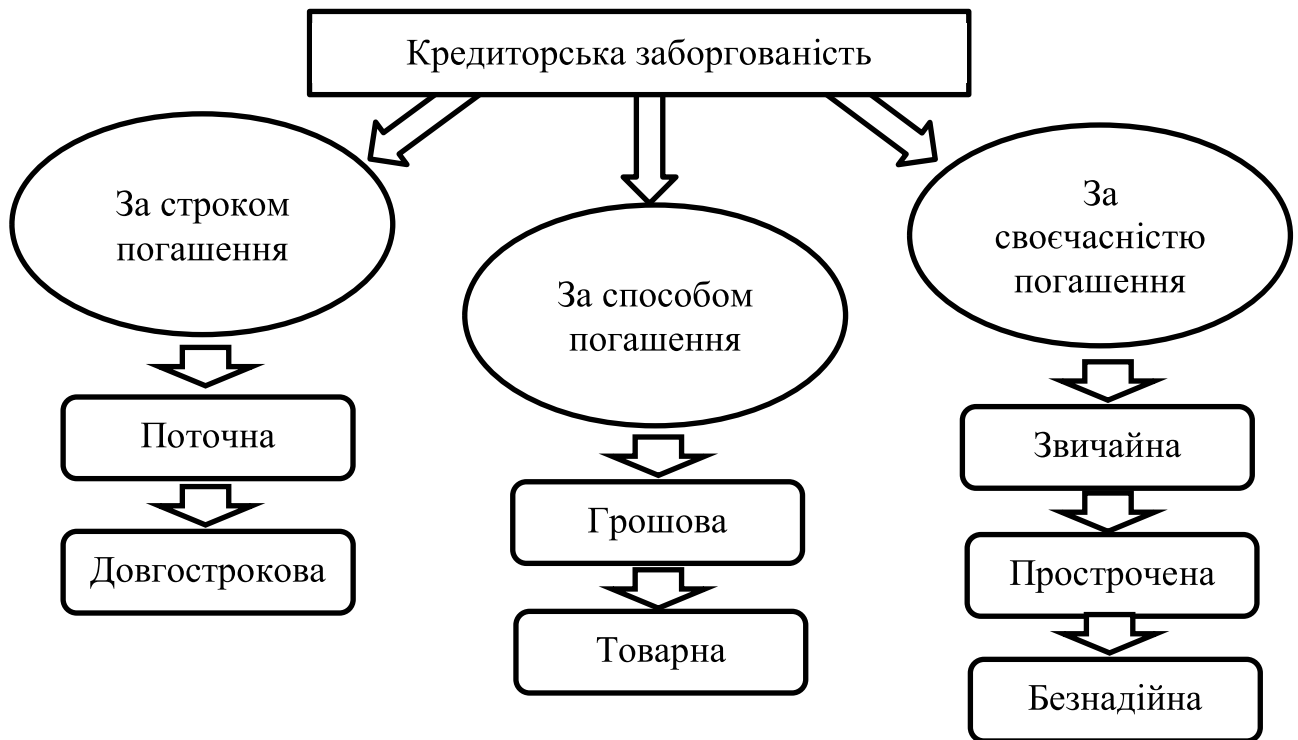 Кредиторська заборгованість
За строком
погашення
Поточна
Довгострокова
За способом
погашення
Грошова
Товарна
За
своєчасністю
погашення
Звичайна
Прострочена
Безнадійна